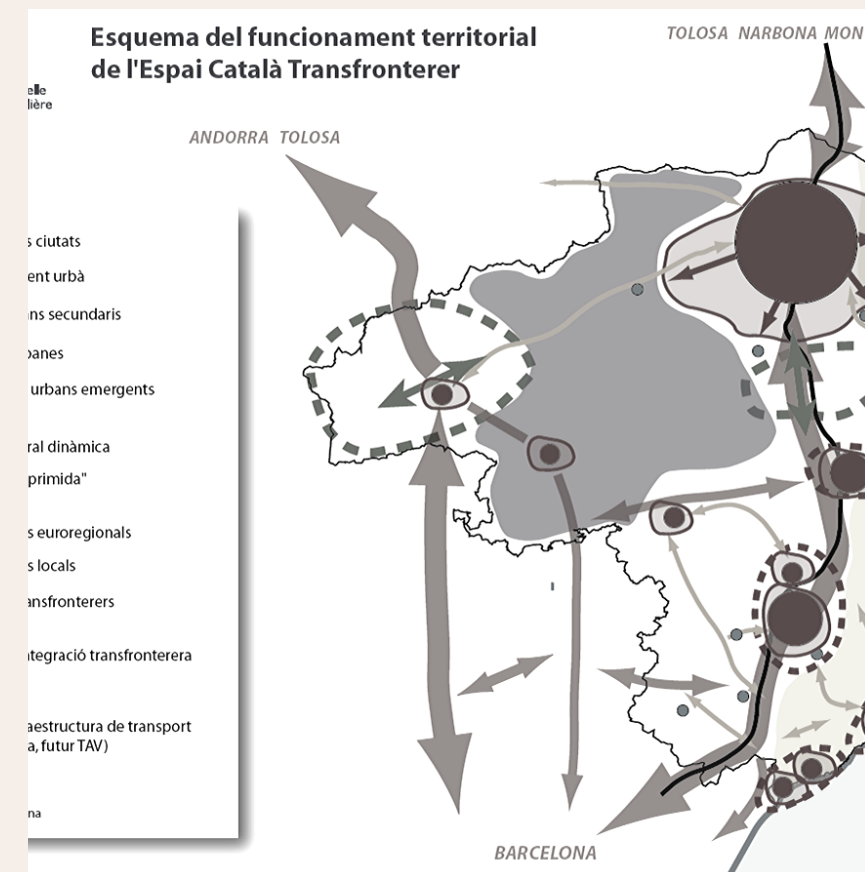 Esquema del funcionament territorial
de l'Espai Català Transfronterer
TOLOSA NARBONA MON
elle
lière
ANDORRA TOLOSA
s ciutats
ent urbà
ns secundaris
banes
urbans emergents
ral dinàmica
primida"
s euroregionals
s locals
ansfronterers
ntegració transfronterera
aestructura de transport
a, futur TAV)
na
BARCELONA